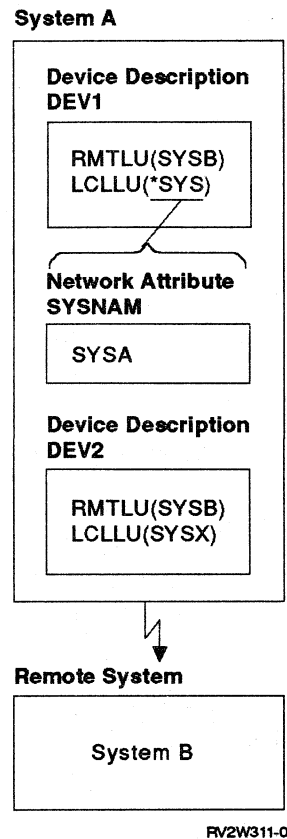 System A
Device Description
DEV1
RMTLU(SYSB)
LCLLU(*SYS)
Network Attribute
SYSNAM
SYSA
Device Description
DEV2
RMTLU(SYSB)
LCLLU(SYSX)
Remote System
System B
RV2W311-0